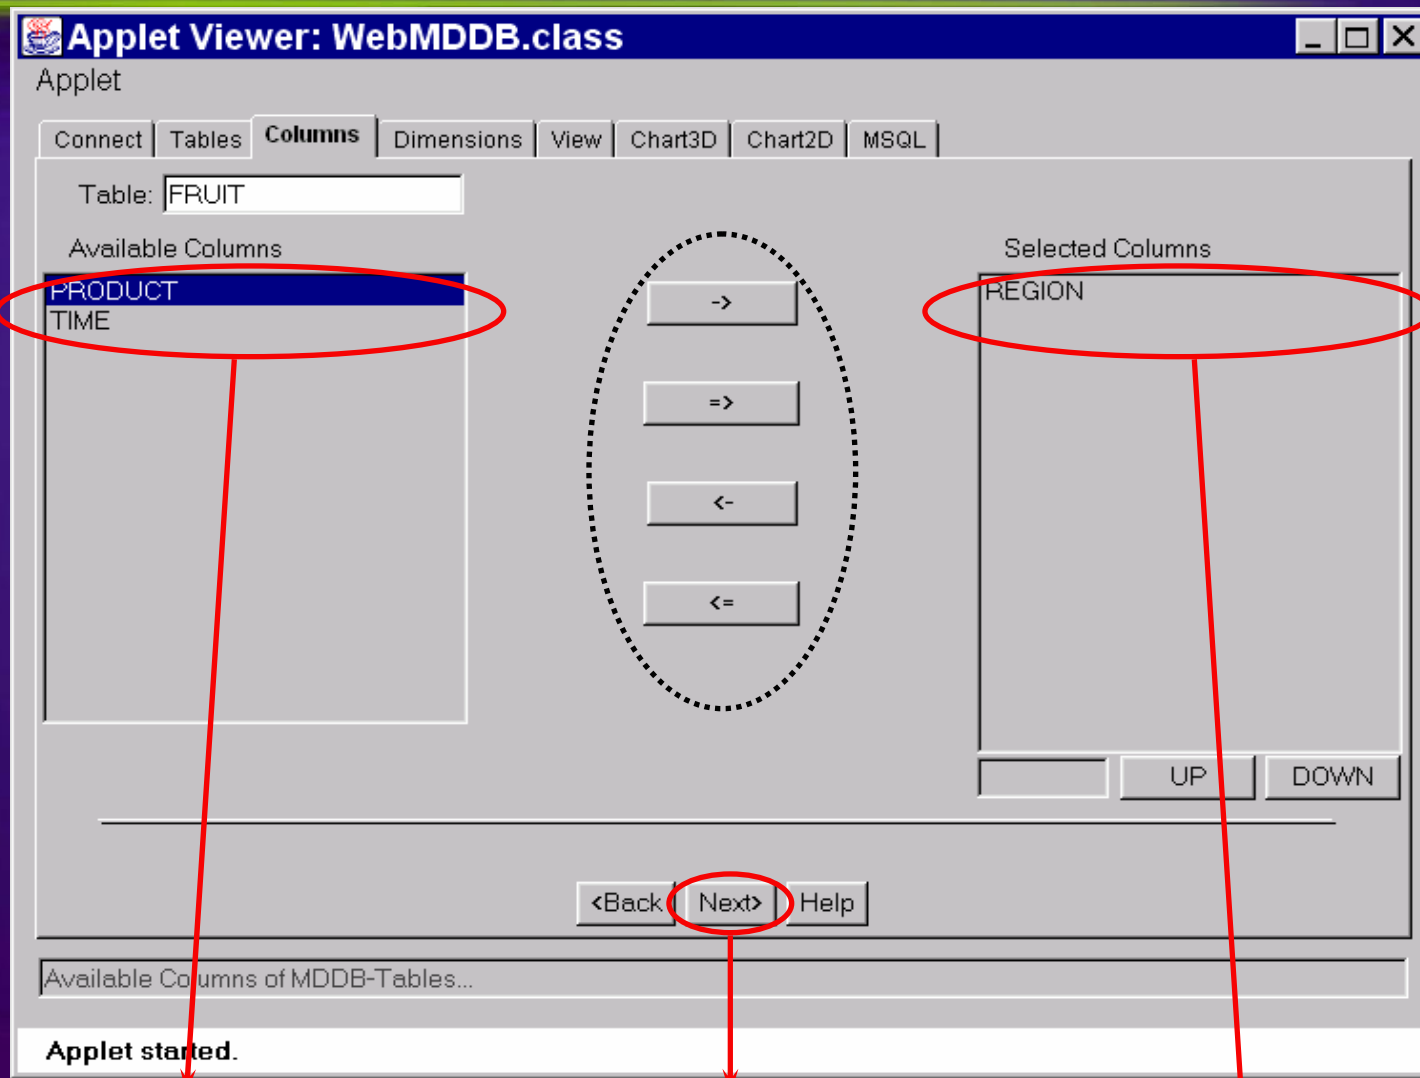 Applet Viewer: WebMDDB.class
Applet
Connect Tables Columns Dimensions View Chart3D Chart2D MSQL
Table: FRUIT
Available Columns
Selected Columns
PRODUCT
TIME
REGION
->
=>
<-
<=
UP DOWN
<Back Next> Help
Available Columns of MDDB-Tables...
Applet started.